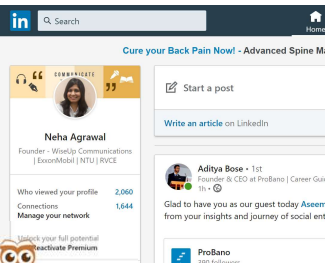 in
Search
Home
Cure your Back Pain Now! - Advanced Spine Ma
COMMUNICATE
Start a post
Write an article on LinkedIn
Neha Agrawal
Founder - WiseUp Communications
| ExxonMobil | NTU | RVCE
Who viewed your profile 2,060
Connections 1,644
Manage your network
Unlock your full potential
Reactivate Premium
Aditya Bose • 1st
Founder & CEO at ProBano | Career Gui
1h •
Glad to have you as our guest today Aseem
from your insights and journey of social ent
ProBano
390 followers